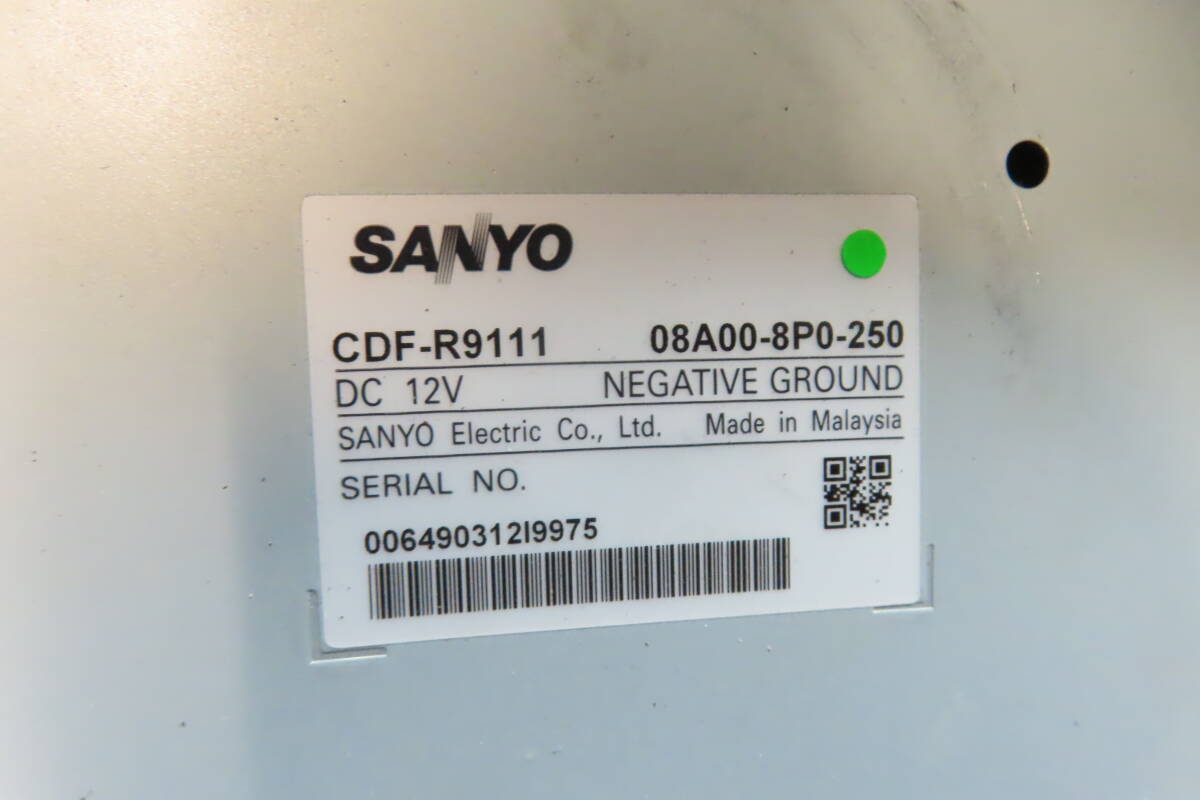 SANYO
CDF-R9111 08A00-8P0-250
DC 12V NEGATIVE GROUND
SANYO Electric Co., Ltd. Made in Malaysia
SERIAL NO.
006490312I9975